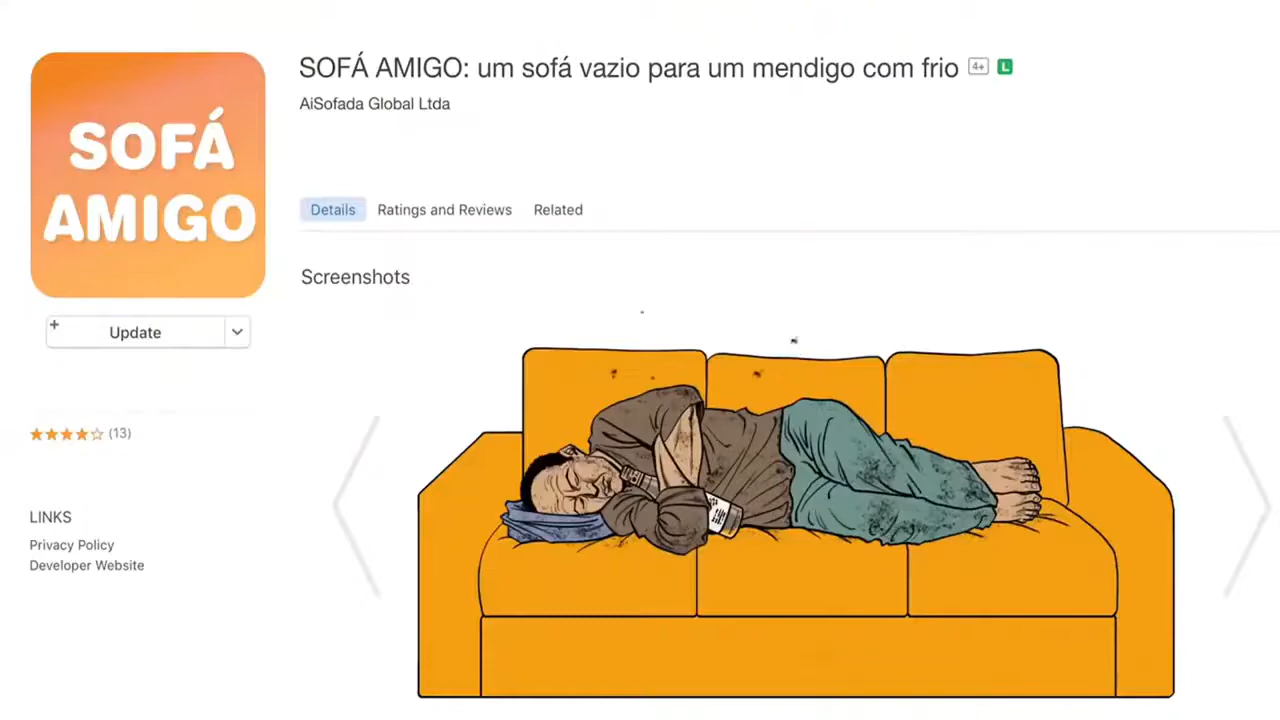 SOFÁ AMIGO: um sofá vazio para um mendigo com frio 4+ L
AiSofada Global Ltda
SOFÁ
AMIGO
Details Ratings and Reviews Related
Screenshots
+ Update
(13)
LINKS
Privacy Policy
Developer Website